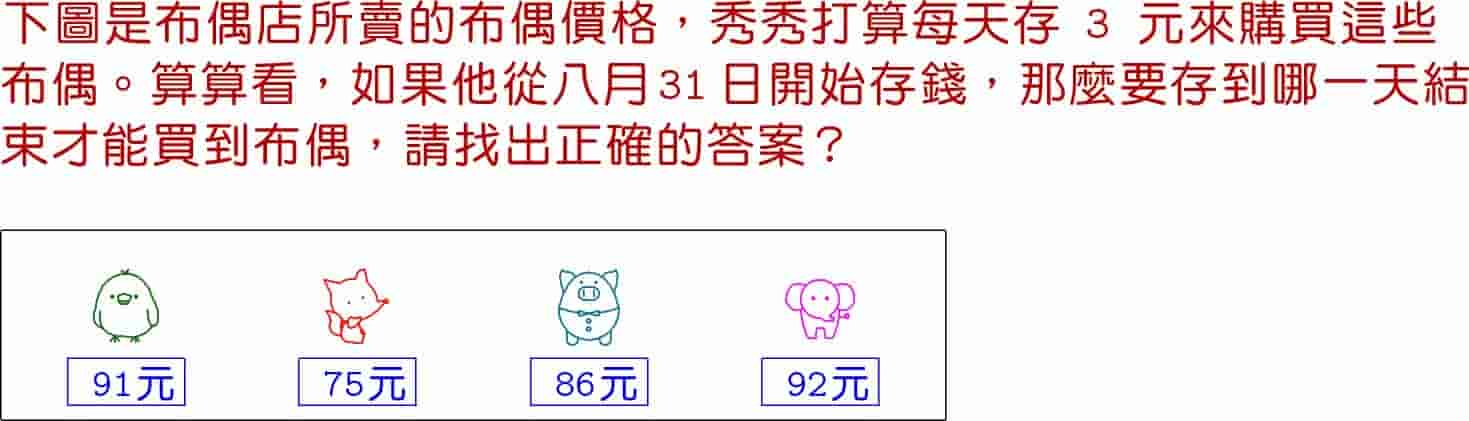 下圖是布偶店所賣的布偶價格，秀秀打算每天存 3 元來購買這些
布偶。算算看，如果他從八月31日開始存錢，那麼要存到哪一天結
束才能買到布偶，請找出正確的答案？
91元 75元 86元 92元